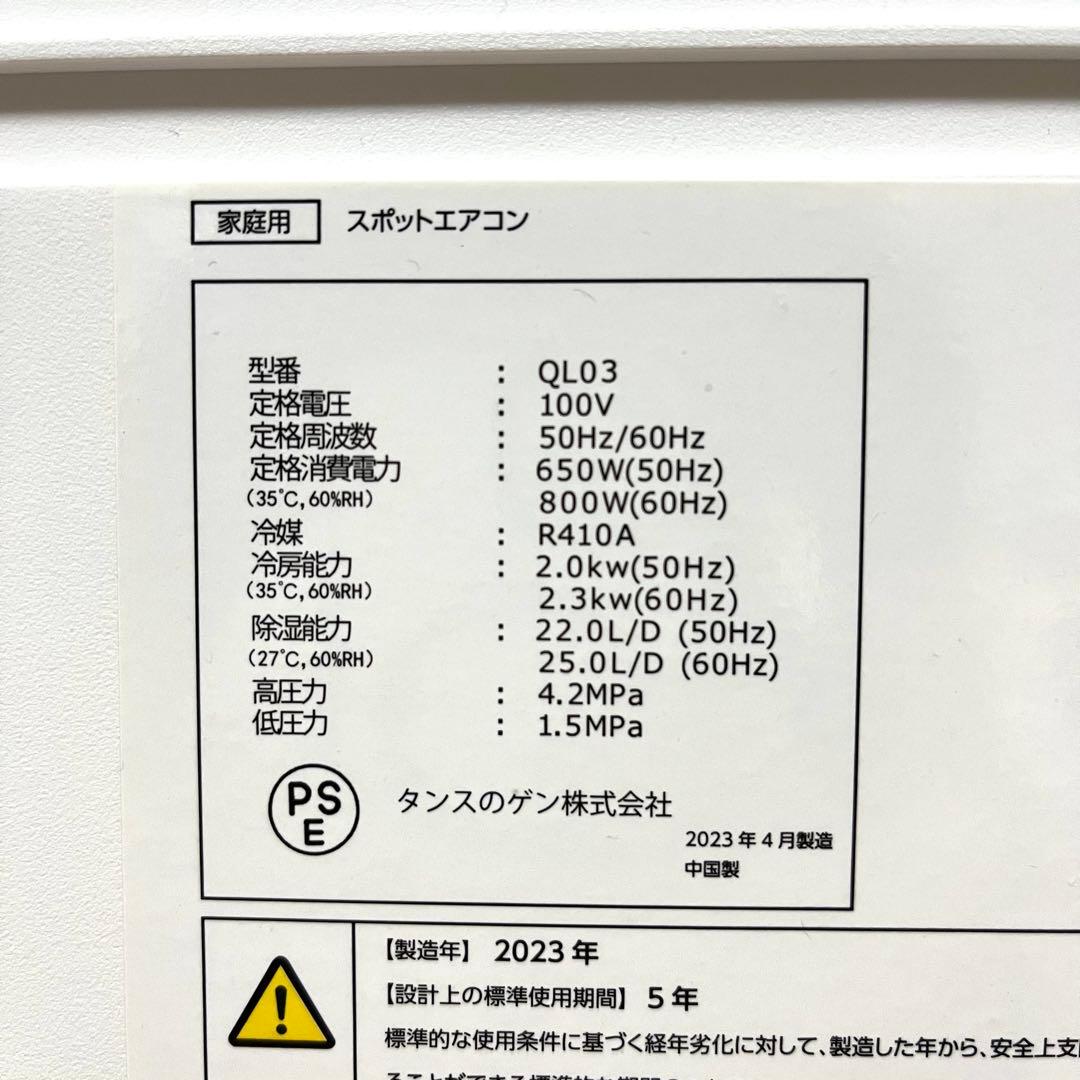 家庭用 スポットエアコン
型番 : QL03
定格電圧 : 100V
定格周波数 : 50Hz/60Hz
定格消費電力 : 650W(50Hz)
(35℃,60%RH) 800W(60Hz)
冷媒 : R410A
冷房能力 : 2.0kw(50Hz)
(35℃,60%RH) 2.3kw(60Hz)
除湿能力 : 22.0L/D (50Hz)
(27℃,60%RH) 25.0L/D (60Hz)
高圧力 : 4.2MPa
低圧力 : 1.5MPa
PSE タンスのゲン株式会社
2023年4月製造
中国製
【製造年】 2023年
【設計上の標準使用期間】 5年
標準的な使用条件に基づく経年劣化に対して、製造した年から、安全上支